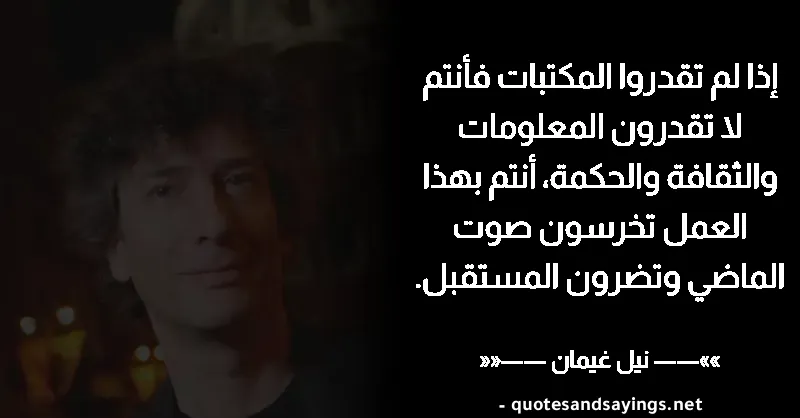 إذا لم تقدروا المكتبات فأنتم
لا تقدرون المعلومات
والثقافة والحكمة، أنتم بهذا
العمل تخرسون صوت
الماضي وتضرون المستقبل.
»»——— نيل غيمان ———««
- quotesandsayings.net